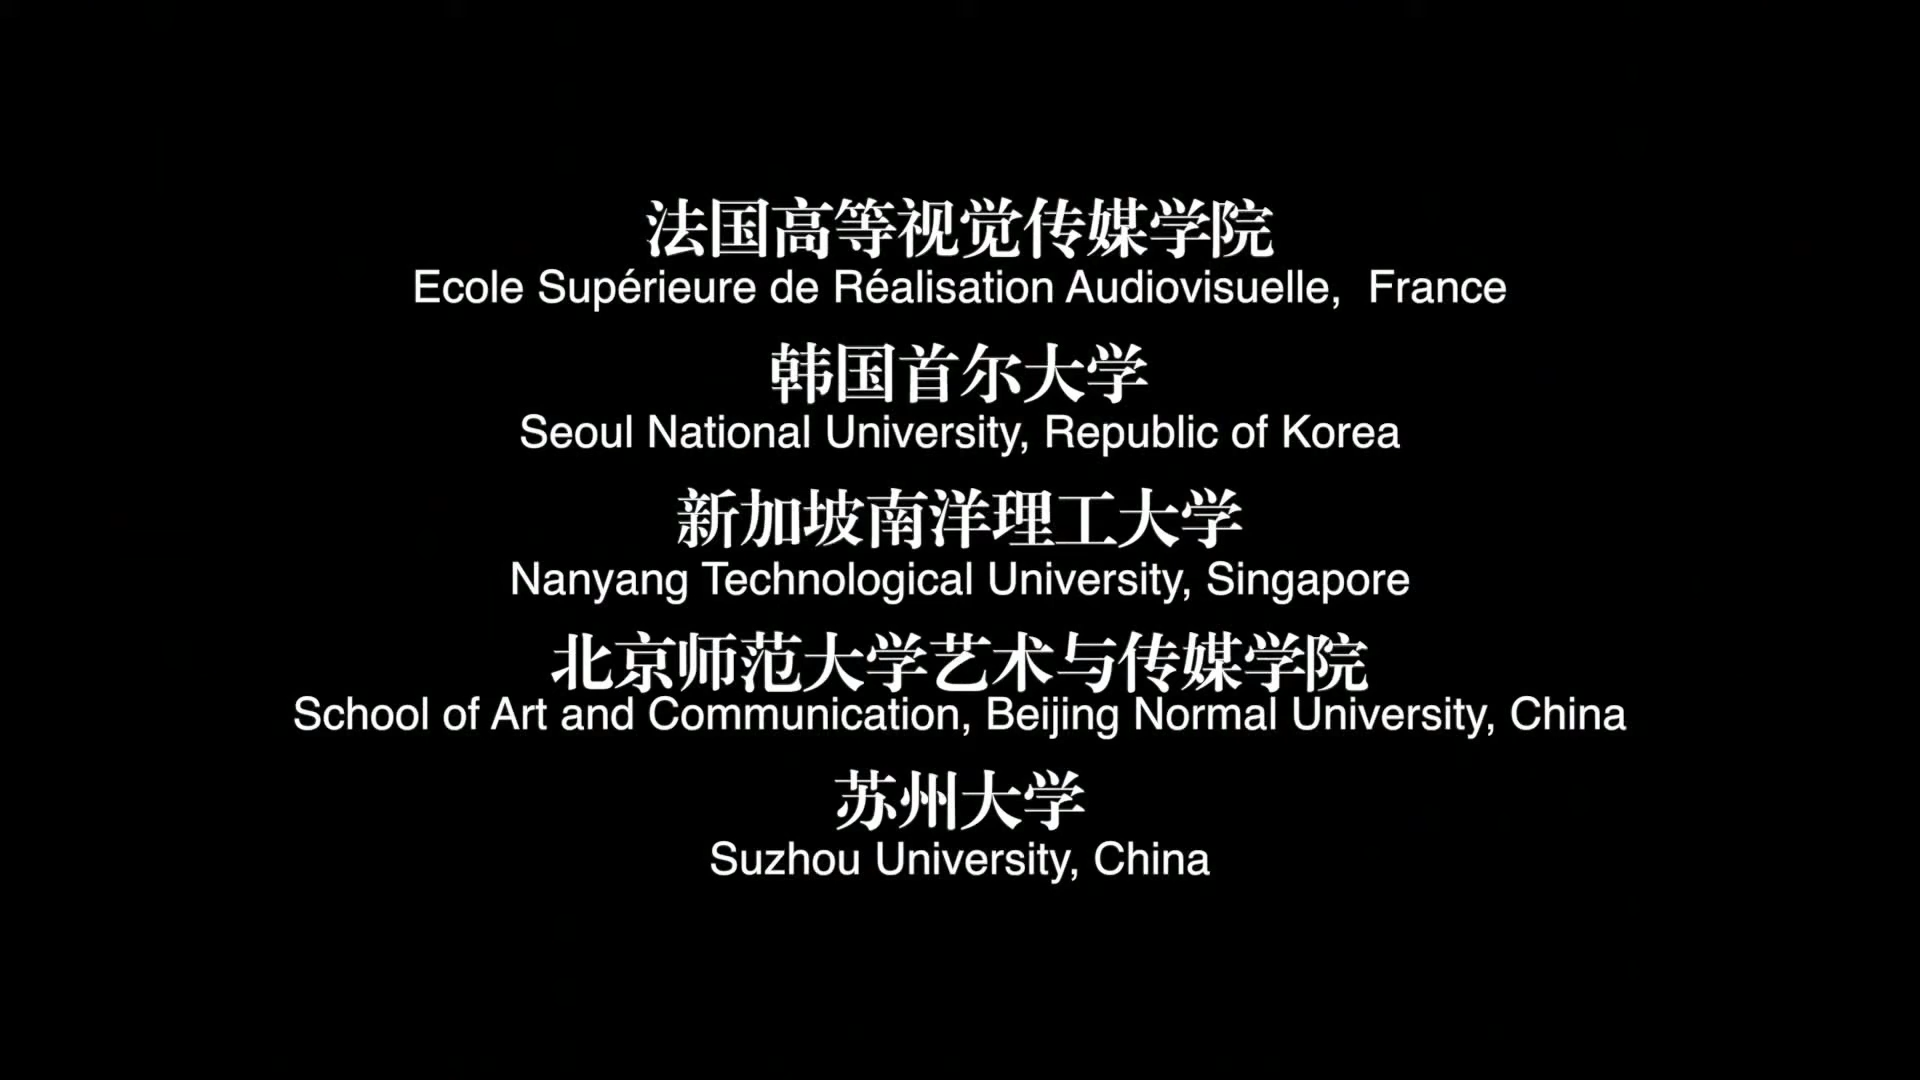 法国高等视觉传媒学院
Ecole Supérieure de Réalisation Audiovisuelle,  France
韩国首尔大学
Seoul National University, Republic of Korea
新加坡南洋理工大学
Nanyang Technological University, Singapore
北京师范大学艺术与传媒学院
School of Art and Communication, Beijing Normal University, China
苏州大学
Suzhou University, China